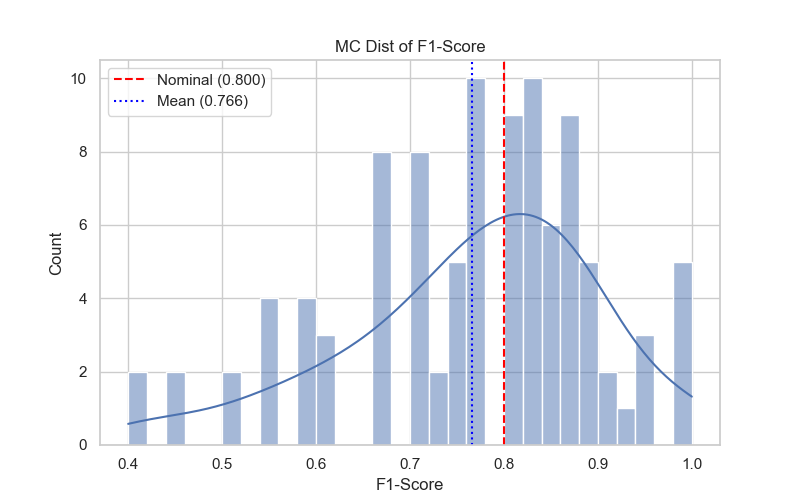 MC Dist of F1-Score
Nominal (0.800)
Mean (0.766)
Count
10
8
6
4
2
0
0.4 0.5 0.6 0.7 0.8 0.9 1.0
F1-Score